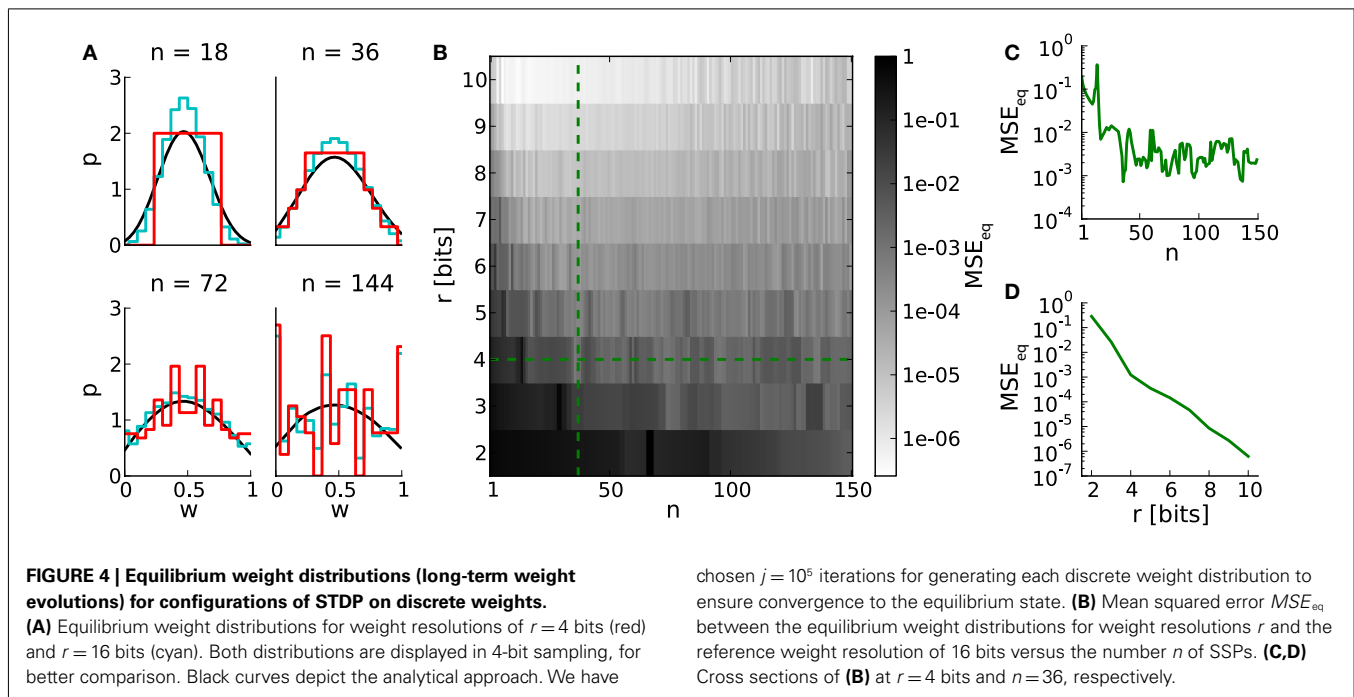 A
n = 18
n = 36
3
2
p
1
0
n = 72
n = 144
3
2
p
1
0
0 0.5 1
w
0 0.5 1
w
B
r [bits]
10
9
8
7
6
5
4
3
2
1 50 100 150
n
1
1e-01
1e-02
1e-03
1e-04
1e-05
1e-06
MSE_eq
C
MSE_eq
10^0
10^-1
10^-2
10^-3
10^-4
1 50 100 150
n
D
MSE_eq
10^0
10^-1
10^-2
10^-3
10^-4
10^-5
10^-6
10^-7
2 4 6 8 10
r [bits]
FIGURE 4 | Equilibrium weight distributions (long-term weight
evolutions) for configurations of STDP on discrete weights.
(A) Equilibrium weight distributions for weight resolutions of r = 4 bits (red)
and r = 16 bits (cyan). Both distributions are displayed in 4-bit sampling, for
better comparison. Black curves depict the analytical approach. We have
chosen j = 10^5 iterations for generating each discrete weight distribution to
ensure convergence to the equilibrium state. (B) Mean squared error MSE_eq
between the equilibrium weight distributions for weight resolutions r and the
reference weight resolution of 16 bits versus the number n of SSPs. (C,D)
Cross sections of (B) at r = 4 bits and n = 36, respectively.